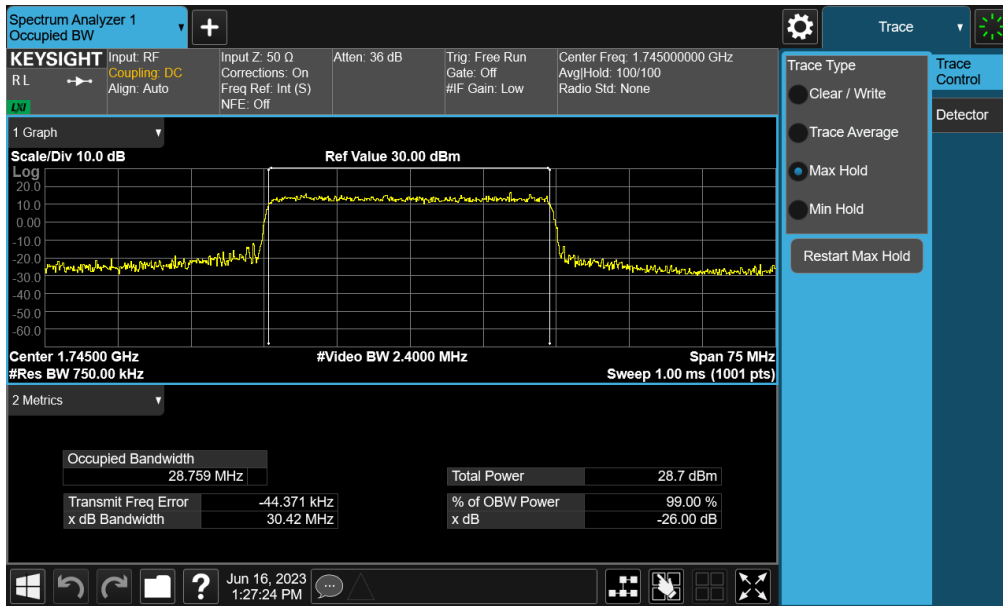 Spectrum Analyzer 1
Occupied BW
Trace
KEYSIGHT
R L
LXI
Input: RF
Coupling: DC
Align: Auto
Input Z: 50 Ω
Corrections: On
Freq Ref: Int (S)
NFE: Off
Atten: 36 dB
Trig: Free Run
Gate: Off
#IF Gain: Low
Center Freq: 1.745000000 GHz
Avg|Hold: 100/100
Radio Std: None
Trace Type
Clear / Write
Trace Average
Max Hold
Min Hold
Restart Max Hold
Trace
Control
Detector
1 Graph
Scale/Div 10.0 dB
Ref Value 30.00 dBm
Log
20.0
10.0
0.00
-10.0
-20.0
-30.0
-40.0
-50.0
-60.0
Center 1.74500 GHz
#Video BW 2.4000 MHz
Span 75 MHz
#Res BW 750.00 kHz
Sweep 1.00 ms (1001 pts)
2 Metrics
Occupied Bandwidth
28.759 MHz
Total Power 28.7 dBm
Transmit Freq Error -44.371 kHz
% of OBW Power 99.00 %
x dB Bandwidth 30.42 MHz
x dB -26.00 dB
?
Jun 16, 2023
1:27:24 PM